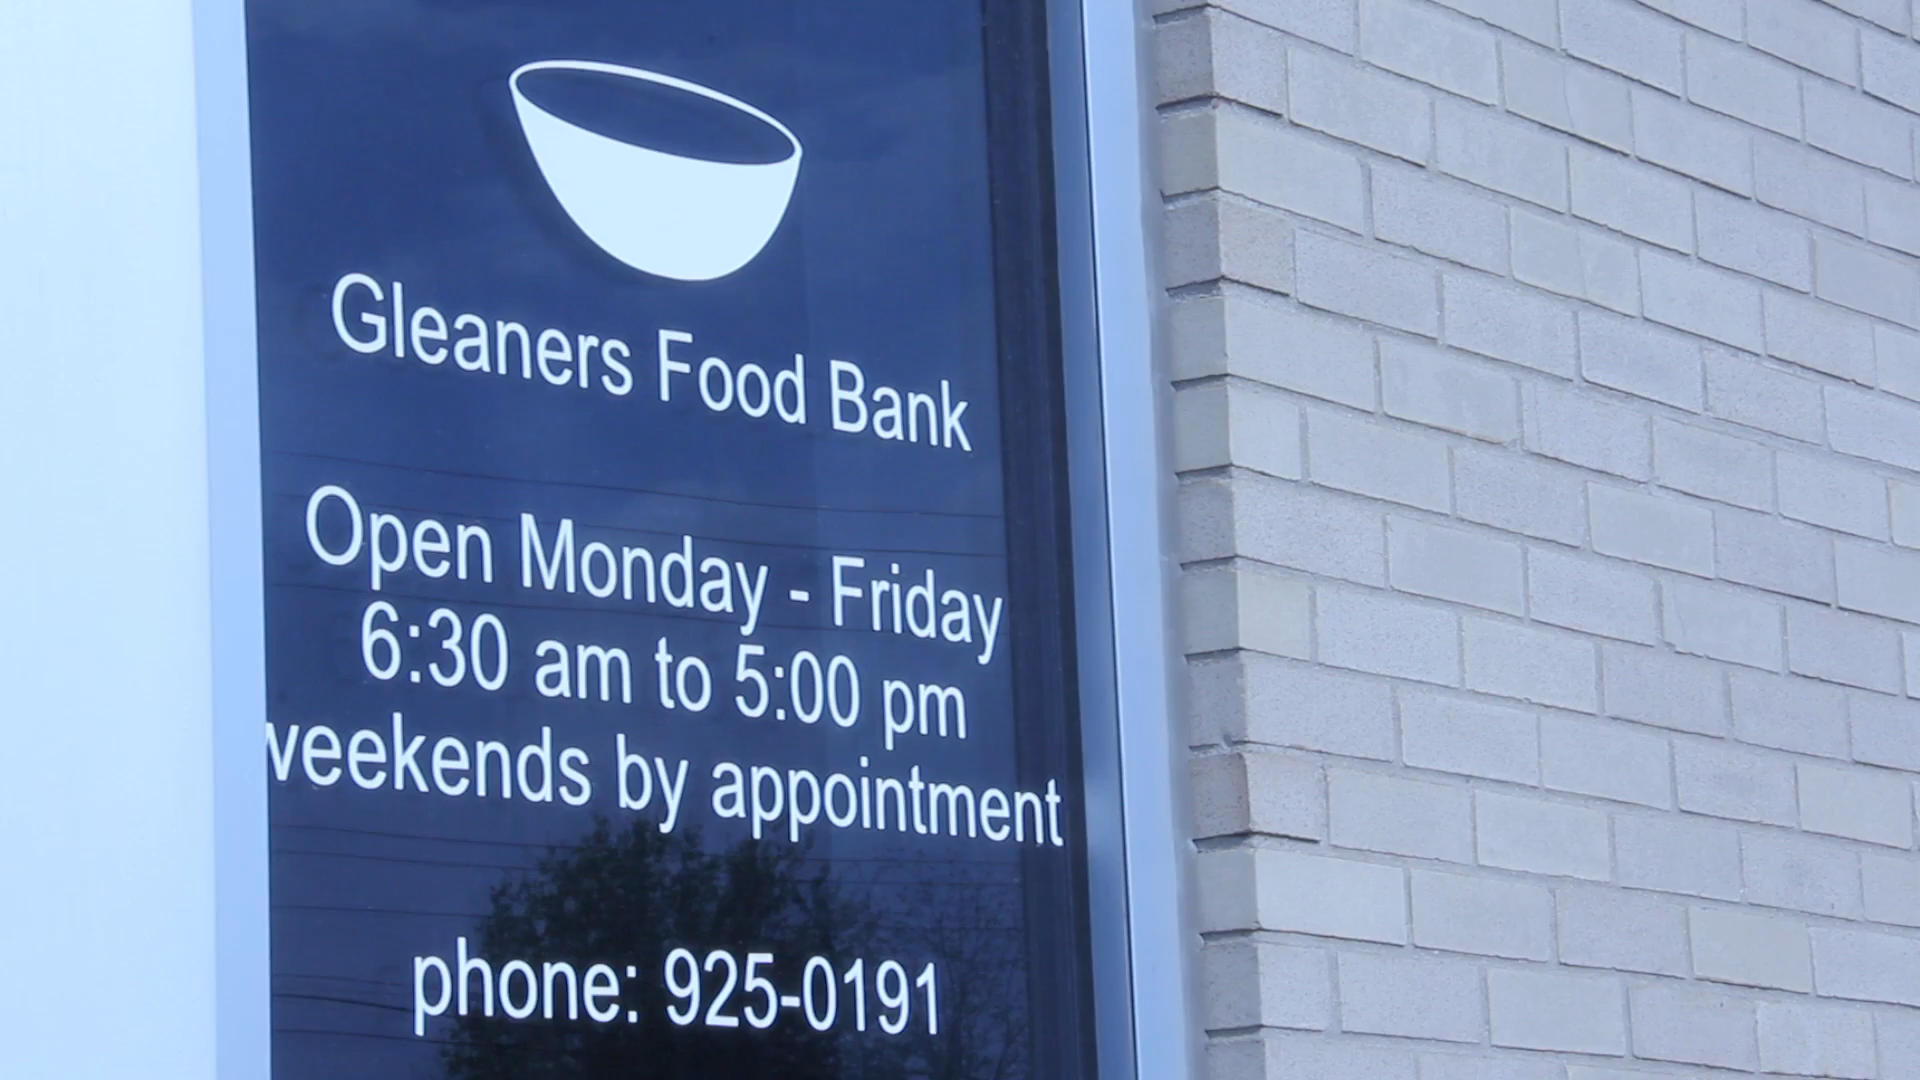 Gleaners Food Bank
Open Monday - Friday
6:30 am to 5:00 pm
weekends by appointment
phone: 925-0191